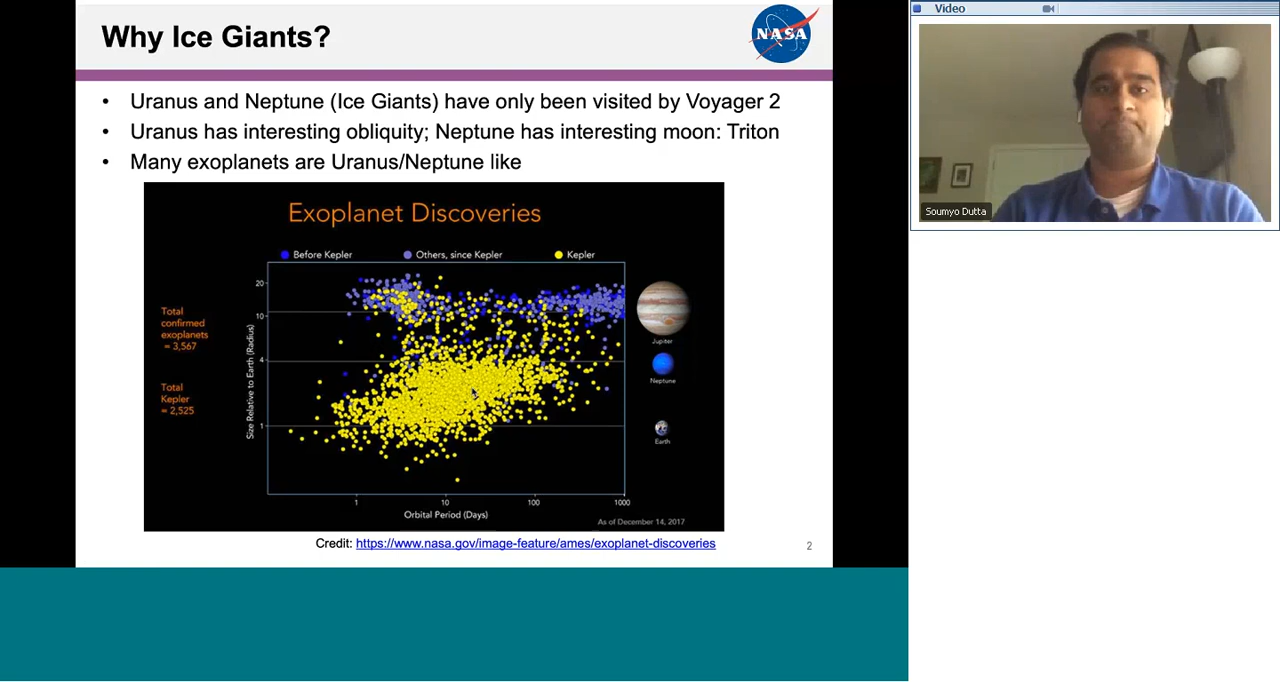 Why Ice Giants?
NASA
• Uranus and Neptune (Ice Giants) have only been visited by Voyager 2
• Uranus has interesting obliquity; Neptune has interesting moon: Triton
• Many exoplanets are Uranus/Neptune like
Exoplanet Discoveries
Before Kepler
Others, since Kepler
Kepler
Total
confirmed
exoplanets
= 3,567
Total
Kepler
= 2,525
Size Relative to Earth (Radius)
20
10
4
1
1
10
100
1000
Orbital Period (Days)
Jupiter
Neptune
Earth
As of December 14, 2017
Credit: https://www.nasa.gov/image-feature/ames/exoplanet-discoveries
2
Video
Soumyo Dutta